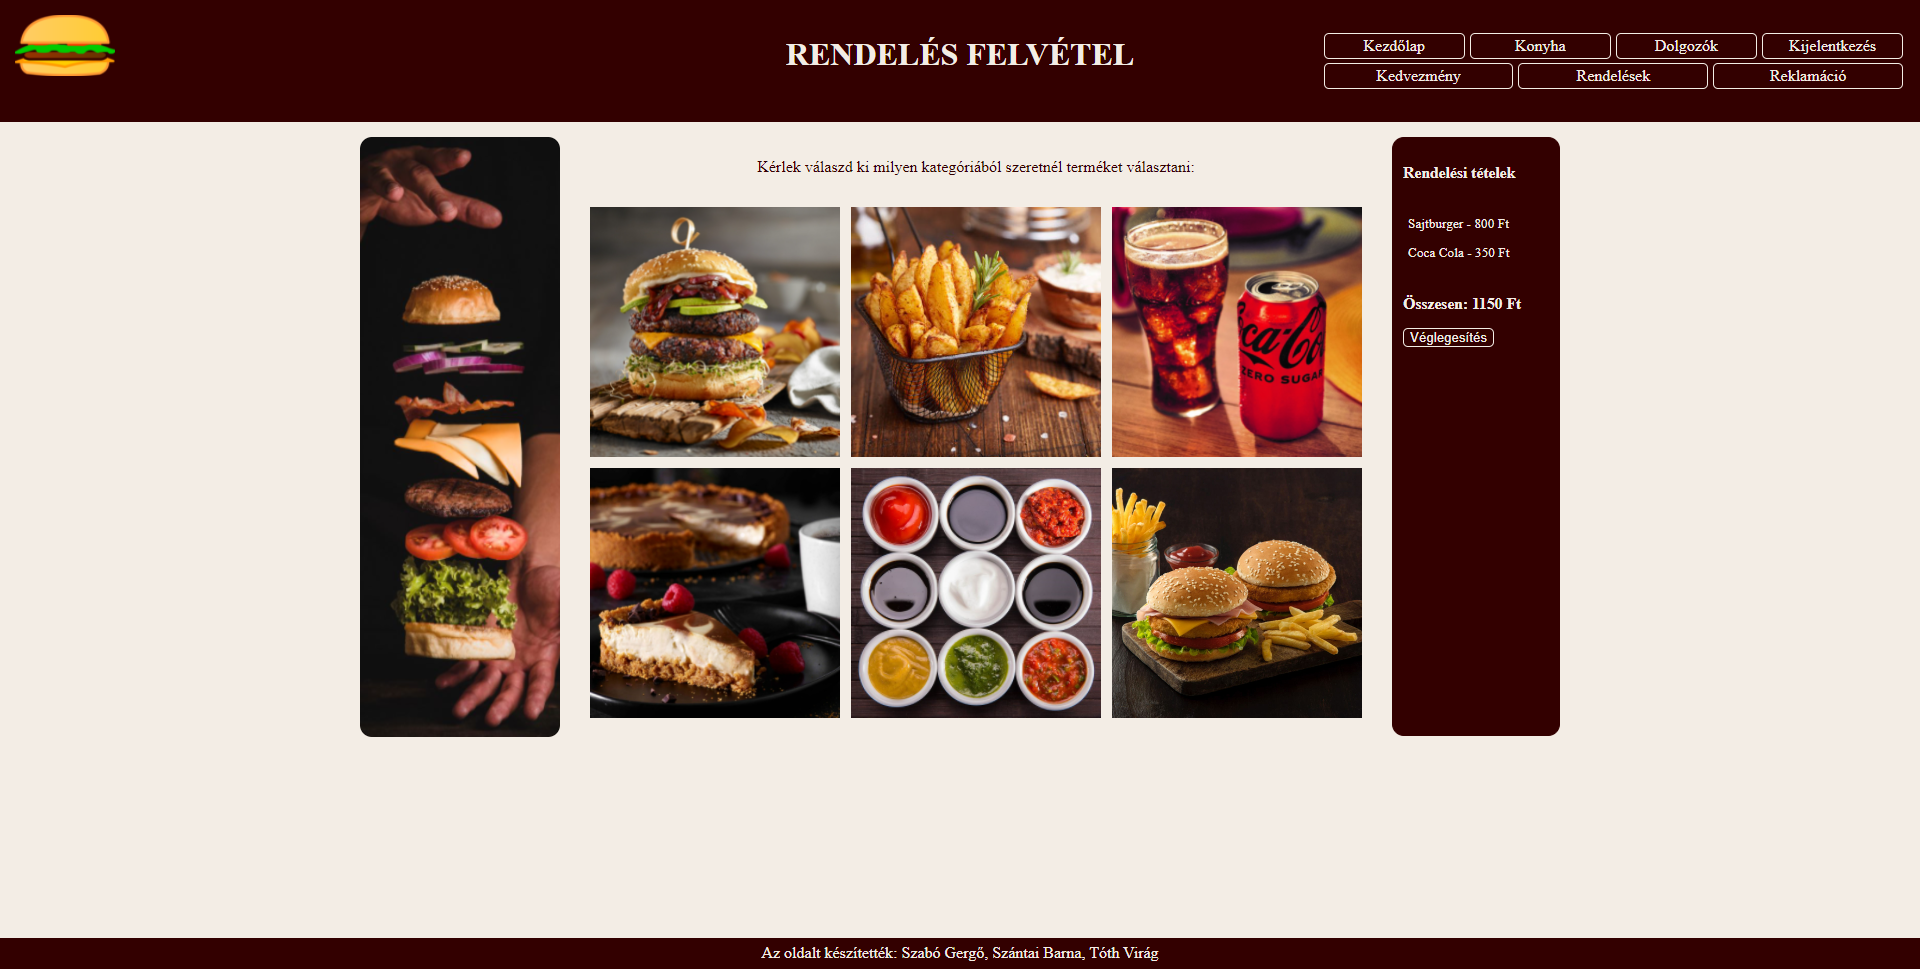 RENDELÉS FELVÉTEL
Kezdőlap Konyha Dolgozók Kijelentkezés
Kedvezmény Rendelések Reklamáció
Kérlek válaszd ki milyen kategóriából szeretnél terméket választani:
Coca-Co
ZERO SUGA
Rendelési tételek
Sajtburger - 800 Ft
Coca Cola - 350 Ft
Összesen: 1150 Ft
Véglegesítés
Az oldalt készítették: Szabó Gergő, Szántai Barna, Tóth Virág